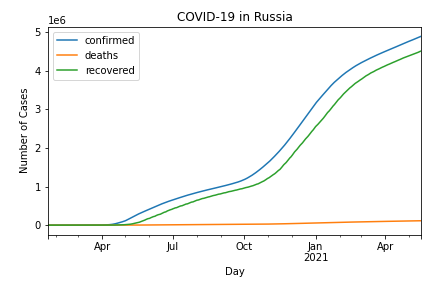 COVID-19 in Russia
1e6
confirmed
deaths
recovered
Number of Cases
5
4
3
2
1
0
Apr
Jul
Oct
Jan
2021
Apr
Day